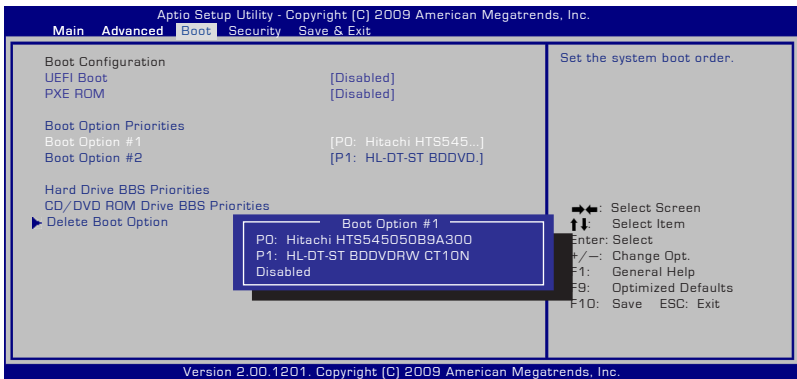 Aptio Setup Utility - Copyright (C) 2009 American Megatrends, Inc.
Main Advanced Boot Security Save & Exit
Boot Configuration
UEFI Boot [Disabled]
PXE ROM [Disabled]
Boot Option Priorities
Boot Option #1 [P0: Hitachi HTS545...]
Boot Option #2 [P1: HL-DT-ST BDDVD.]
Hard Drive BBS Priorities
CD/DVD ROM Drive BBS Priorities
Delete Boot Option
Boot Option #1
P0: Hitachi HTS545050B9A300
P1: HL-DT-ST BDDVDRW CT10N
Disabled
Set the system boot order.
→←: Select Screen
↑↓: Select Item
Enter: Select
+/—: Change Opt.
F1: General Help
F9: Optimized Defaults
F10: Save ESC: Exit
Version 2.00.1201. Copyright (C) 2009 American Megatrends, Inc.